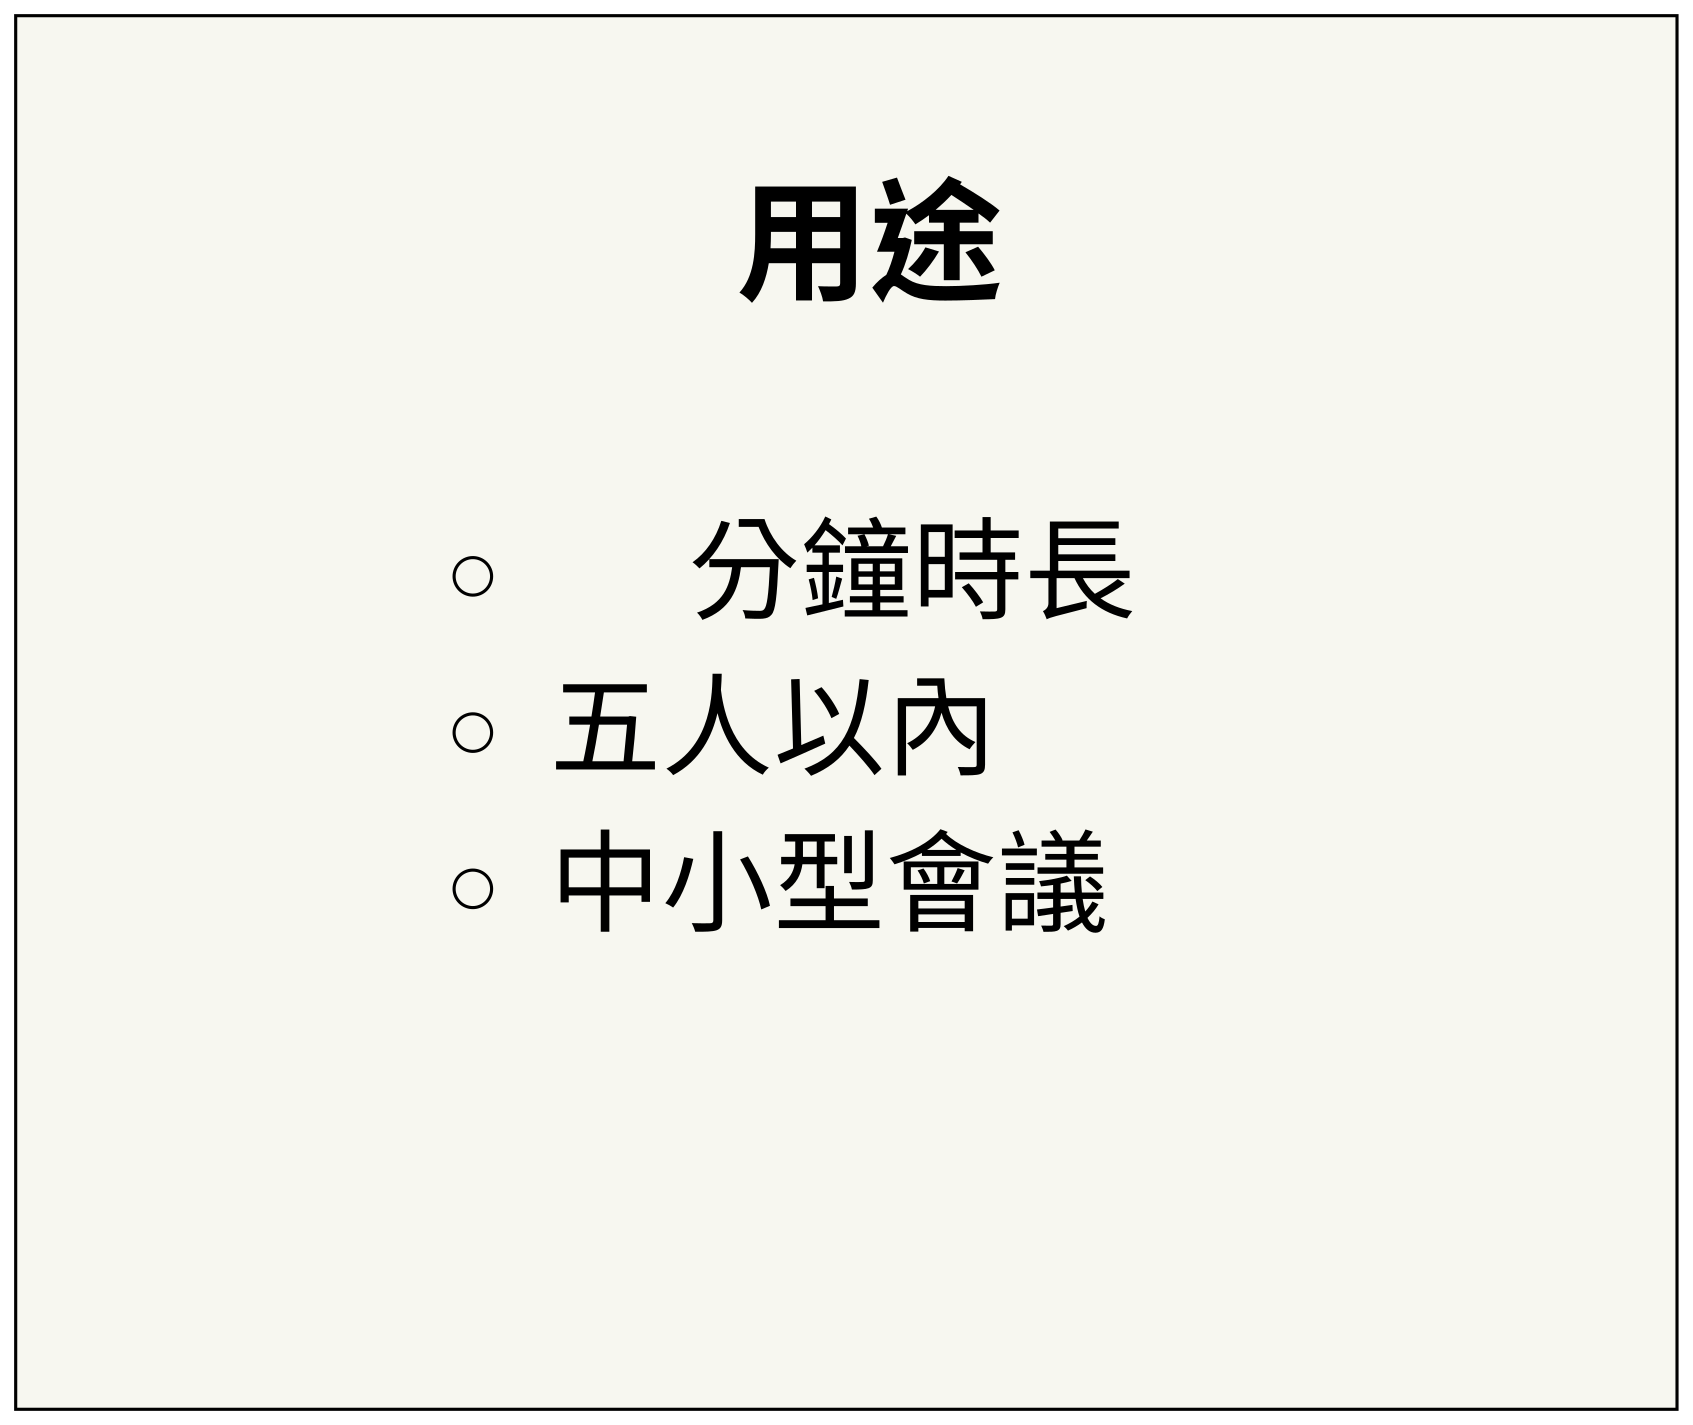 用途
○ 分鐘時長
○ 五人以內
○ 中小型會議